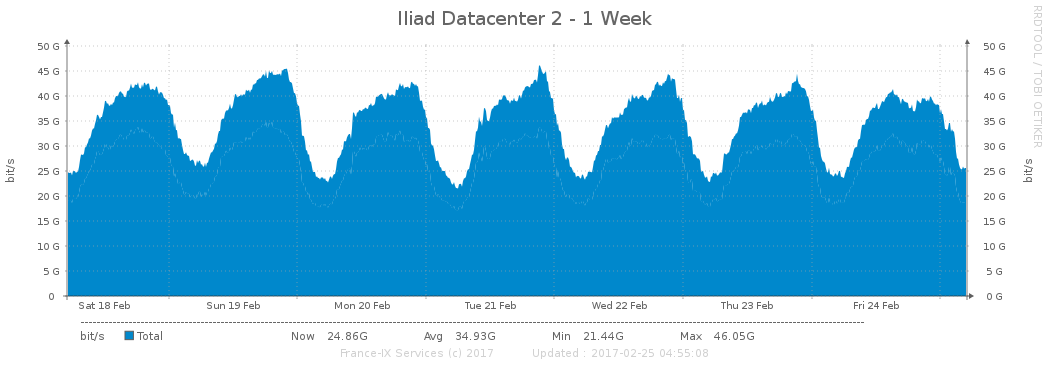 Iliad Datacenter 2 - 1 Week
RRDTOOL / TOBI OETIKER
50 G 50 G
45 G 45 G
40 G 40 G
35 G 35 G
30 G 30 G
25 G 25 G
20 G 20 G
15 G 15 G
10 G 10 G
5 G 5 G
0 0 G
bit/s bit/s
Sat 18 Feb Sun 19 Feb Mon 20 Feb Tue 21 Feb Wed 22 Feb Thu 23 Feb Fri 24 Feb
bit/s Total Now 24.86G Avg 34.93G Min 21.44G Max 46.05G
France-IX Services (c) 2017 Updated : 2017-02-25 04:55:08